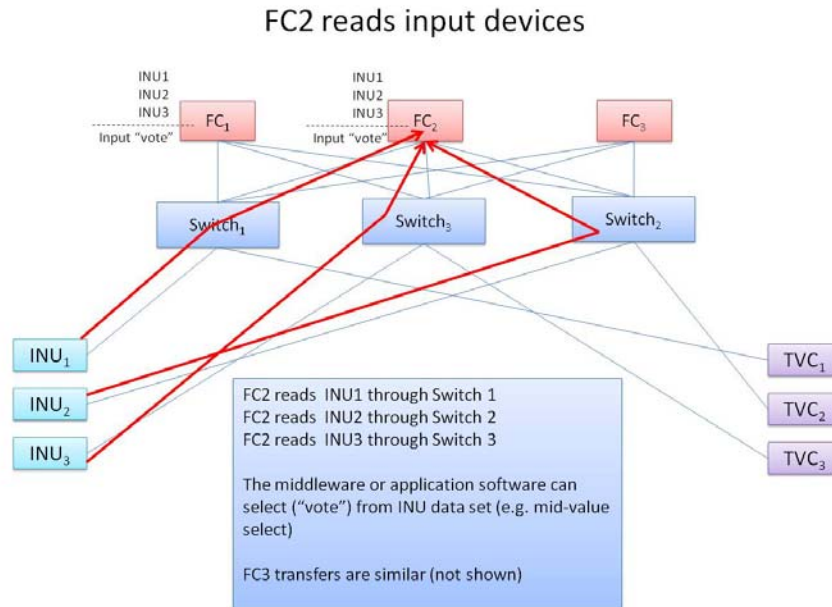 FC2 reads input devices
INU1
INU2
INU3
Input “vote”
FC1
INU1
INU2
INU3
Input “vote”
FC2
FC3
Switch1
Switch3
Switch2
INU1
INU2
INU3
TVC1
TVC2
TVC3
FC2 reads INU1 through Switch 1
FC2 reads INU2 through Switch 2
FC2 reads INU3 through Switch 3
The middleware or application software can
select (“vote”) from INU data set (e.g. mid-value
select)
FC3 transfers are similar (not shown)